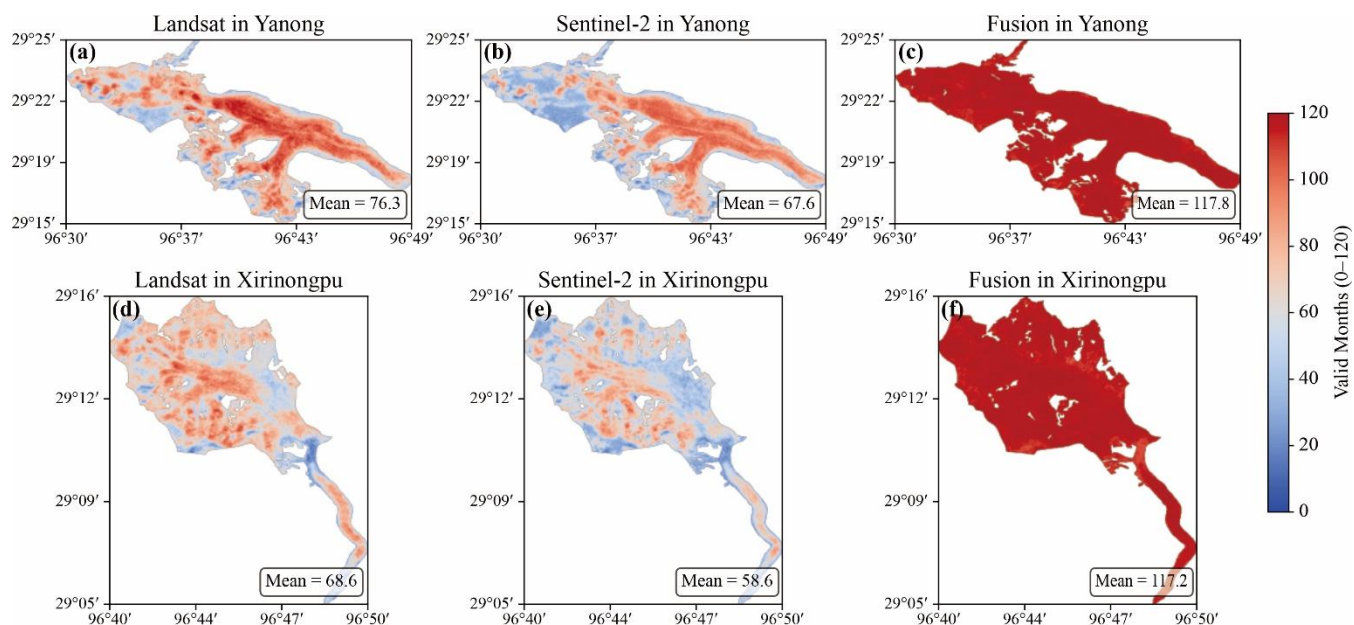 Landsat in Yanong
Sentinel-2 in Yanong
Fusion in Yanong
29°25′
(a)
29°22′
29°19′
29°15′
96°30′
96°37′
96°43′
96°49′
Mean = 76.3
29°25′
(b)
29°22′
29°19′
29°15′
96°30′
96°37′
96°43′
96°49′
Mean = 67.6
29°25′
(c)
29°22′
29°19′
29°15′
96°30′
96°37′
96°43′
96°49′
Mean = 117.8
Landsat in Xirinongpu
Sentinel-2 in Xirinongpu
Fusion in Xirinongpu
29°16′
(d)
29°12′
29°09′
29°05′
96°40′
96°44′
96°47′
96°50′
Mean = 68.6
29°16′
(e)
29°12′
29°09′
29°05′
96°40′
96°44′
96°47′
96°50′
Mean = 58.6
29°16′
(f)
29°12′
29°09′
29°05′
96°40′
96°44′
96°47′
96°50′
Mean = 117.2
120
100
80
60
40
20
0
Valid Months (0–120)